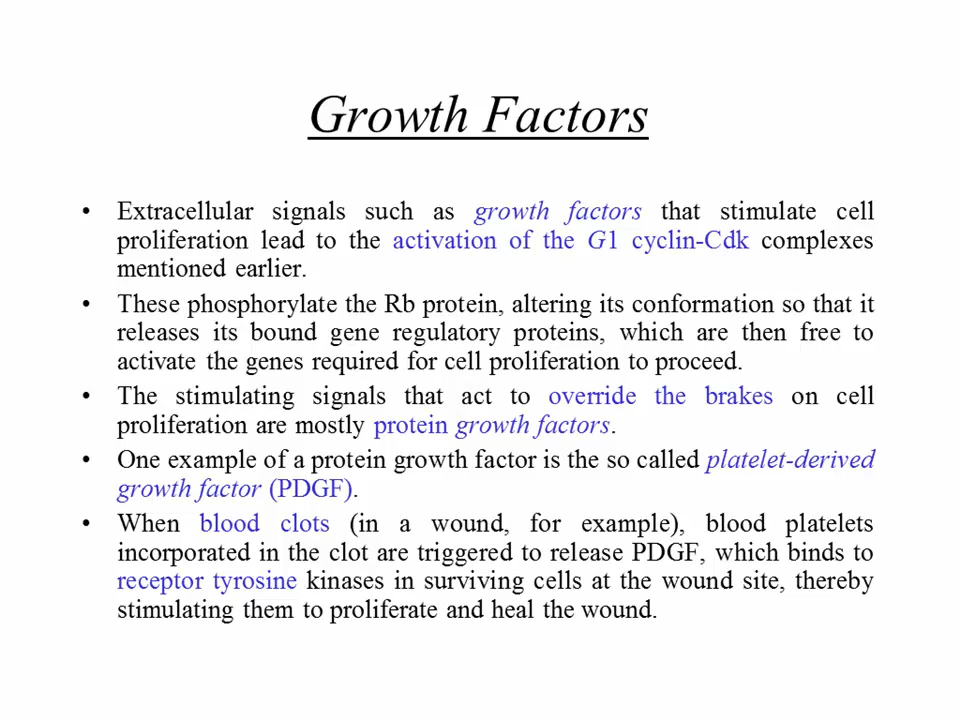 Growth Factors
• Extracellular signals such as growth factors that stimulate cell
proliferation lead to the activation of the G1 cyclin-Cdk complexes
mentioned earlier.
• These phosphorylate the Rb protein, altering its conformation so that it
releases its bound gene regulatory proteins, which are then free to
activate the genes required for cell proliferation to proceed.
• The stimulating signals that act to override the brakes on cell
proliferation are mostly protein growth factors.
• One example of a protein growth factor is the so called platelet-derived
growth factor (PDGF).
• When blood clots (in a wound, for example), blood platelets
incorporated in the clot are triggered to release PDGF, which binds to
receptor tyrosine kinases in surviving cells at the wound site, thereby
stimulating them to proliferate and heal the wound.